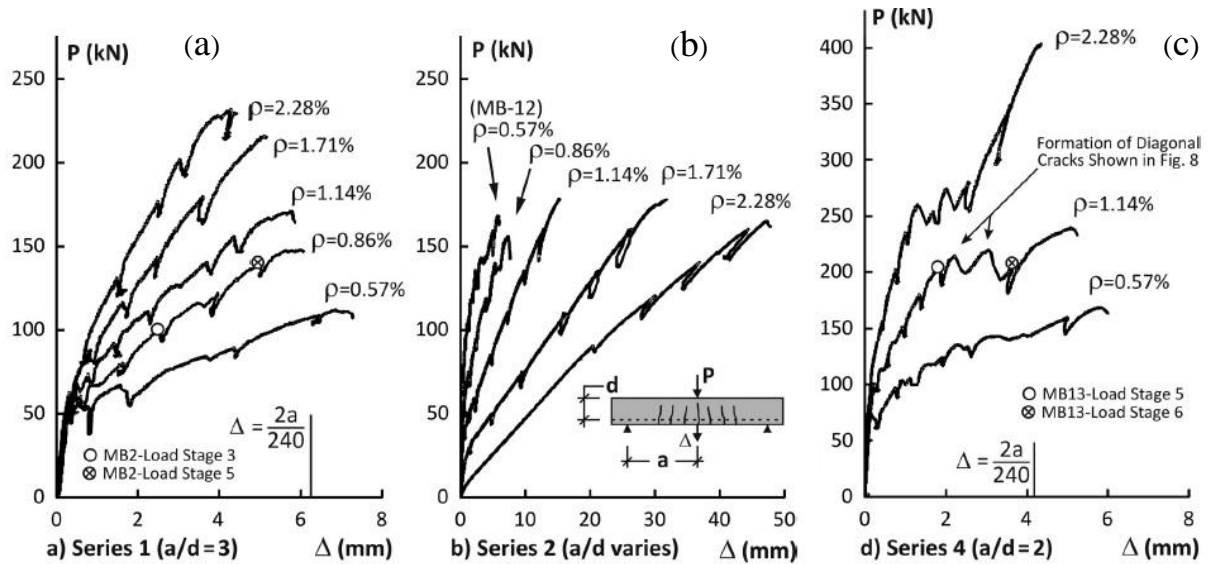 P (kN)
(a)
250
200
150
100
50
0
ρ=2.28%
ρ=1.71%
ρ=1.14%
ρ=0.86%
ρ=0.57%
Δ = 2a/240
MB2-Load Stage 3
MB2-Load Stage 5
0 2 4 6 8
a) Series 1 (a/d=3) Δ (mm)
P (kN)
(b)
250
200
150
100
50
0
(MB-12)
ρ=0.57%
ρ=0.86%
ρ=1.14%
ρ=1.71%
ρ=2.28%
d
P
Δ
a
0 10 20 30 40 50
b) Series 2 (a/d varies) Δ (mm)
P (kN)
(c)
400
350
300
250
200
150
100
50
0
ρ=2.28%
Formation of Diagonal
Cracks Shown in Fig. 8
ρ=1.14%
ρ=0.57%
MB13-Load Stage 5
MB13-Load Stage 6
Δ = 2a/240
0 2 4 6 8
d) Series 4 (a/d=2) Δ (mm)